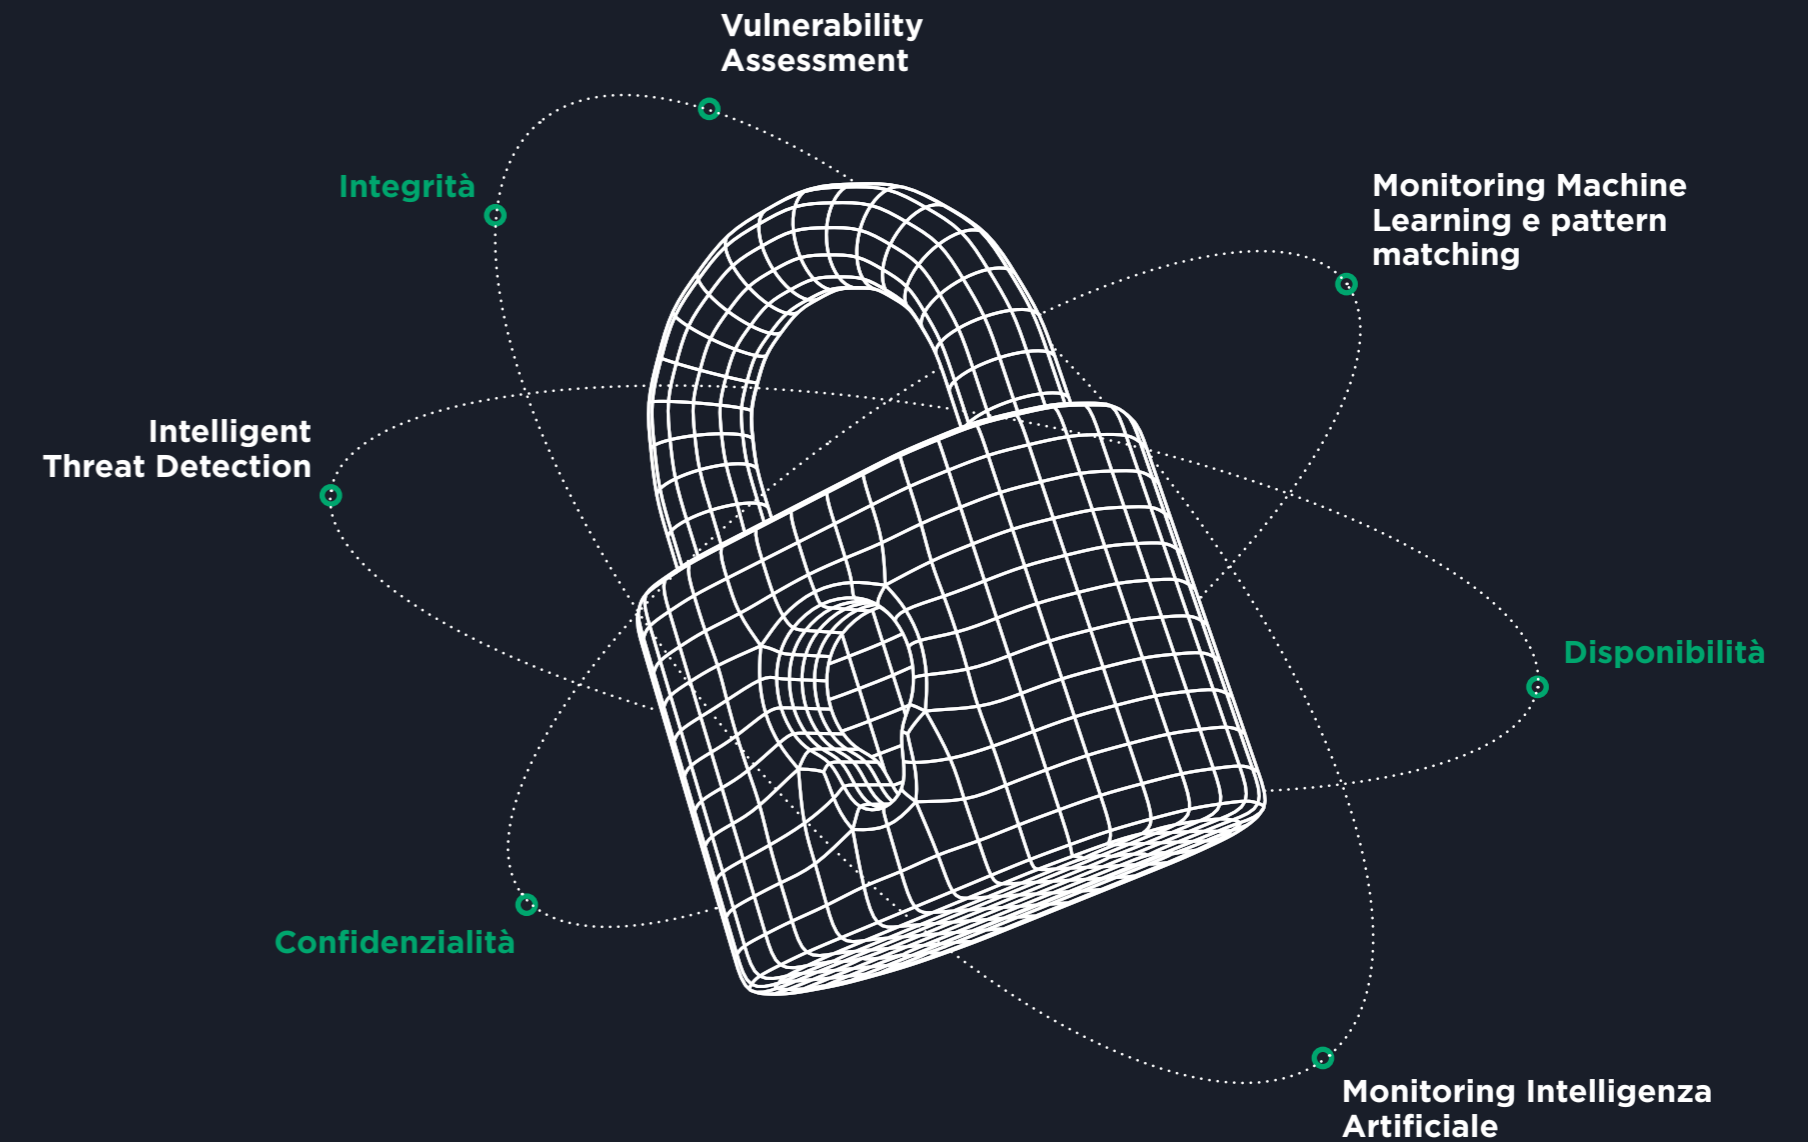 Vulnerability
Assessment
Integrità
Monitoring Machine
Learning e pattern
matching
Intelligent
Threat Detection
Disponibilità
Confidenzialità
Monitoring Intelligenza
Artificiale